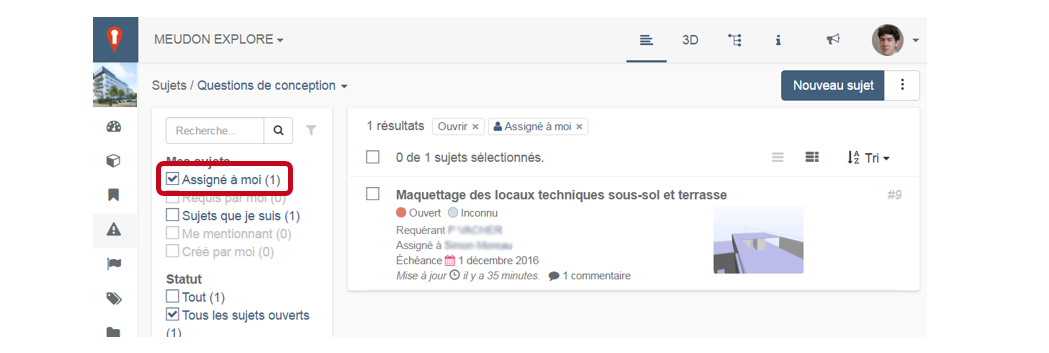 MEUDON EXPLORE
3D
Sujets / Questions de conception
Nouveau sujet
Recherche...
Mes sujets
Assigné à moi (1)
Requis par moi (0)
Sujets que je suis (1)
Me mentionnant (0)
Créé par moi (0)
Statut
Tout (1)
Tous les sujets ouverts
(1)
1 résultats Ouvrir × Assigné à moi ×
0 de 1 sujets sélectionnés.
Tri
Maquettage des locaux techniques sous-sol et terrasse
#9
Ouvert Inconnu
Requérant P VACHER
Assigné à Simon Moreau
Échéance 1 décembre 2016
Mise à jour il y a 35 minutes. 1 commentaire